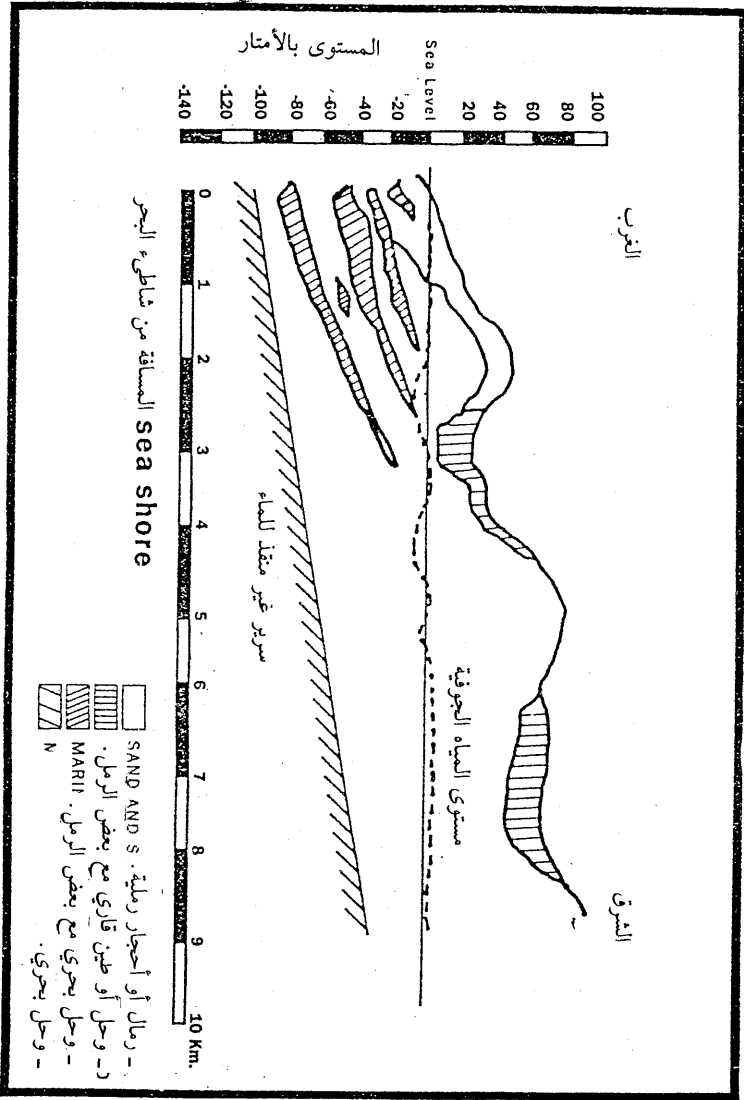 المستوى بالأمتار
100
80
60
40
20
Sea Level
-20
-40
-60
-80
-100
-120
-140
الغرب
الشرق
مستوى المياه الجوفية
سرير غير منفذ للماء
0 1 2 3 4 5 6 7 8 9 10 Km.
المسافة من شاطىء البحر sea shore
SAND AND S . رمال أو أحجار رملية -
وحل أو طين قاري مع بعض الرمل .
MARII . وحل بحري مع بعض الرمل -
N وحل بحري . -